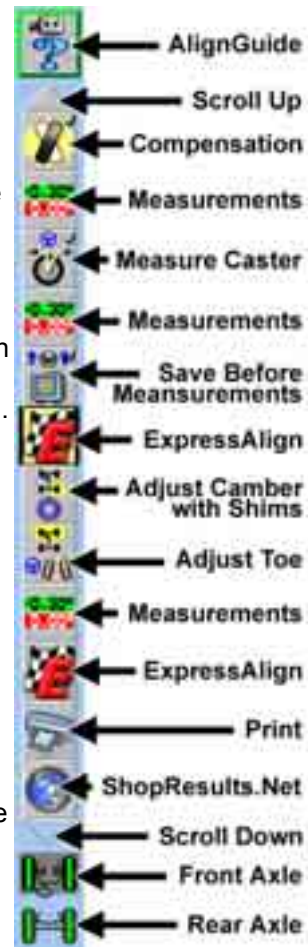 AlignGuide
Scroll Up
Compensation
e
Measurements
Measure Caster
Measurements
n
Save Before
Meansurements
.
E ExpressAlign
Adjust Camber
with Shims
Adjust Toe
Measurements
E ExpressAlign
Print
ShopResults.Net
e
Scroll Down
Front Axle
Rear Axle